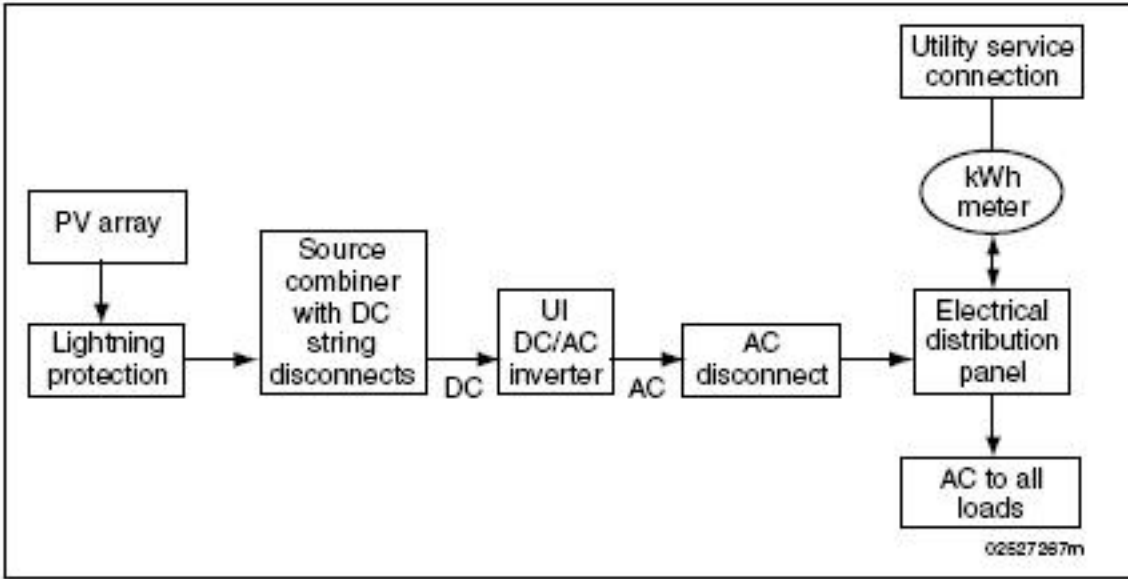 Utility service
connection
kWh
meter
PV array
Lightning
protection
Source
combiner
with DC
string
disconnects
DC
UI
DC/AC
inverter
AC
AC
disconnect
Electrical
distribution
panel
AC to all
loads
02527267m